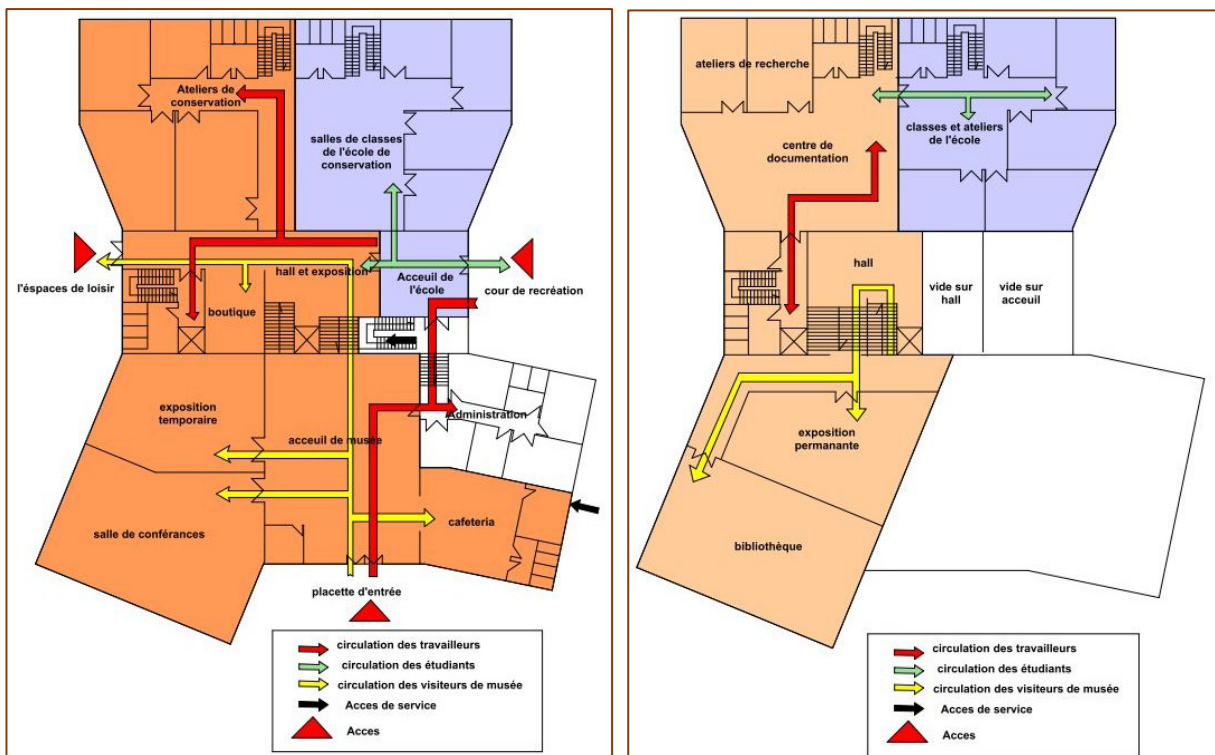 Ateliers de
conservation
salles de classes
de l'école de
conservation
l'éspaces de loisir
hall et exposition
Acceuil de
l'école
cour de recréation
boutique
exposition
temporaire
acceuil de musée
Administration
salle de conférances
cafeteria
placette d'entrée
circulation des travailleurs
circulation des étudiants
circulation des visiteurs de musée
Acces de service
Acces
ateliers de recherche
centre de
documentation
classes et ateliers
de l'école
hall
vide sur
hall
vide sur
acceuil
exposition
permanante
bibliothèque
circulation des travailleurs
circulation des étudiants
circulation des visiteurs de musée
Acces de service
Acces